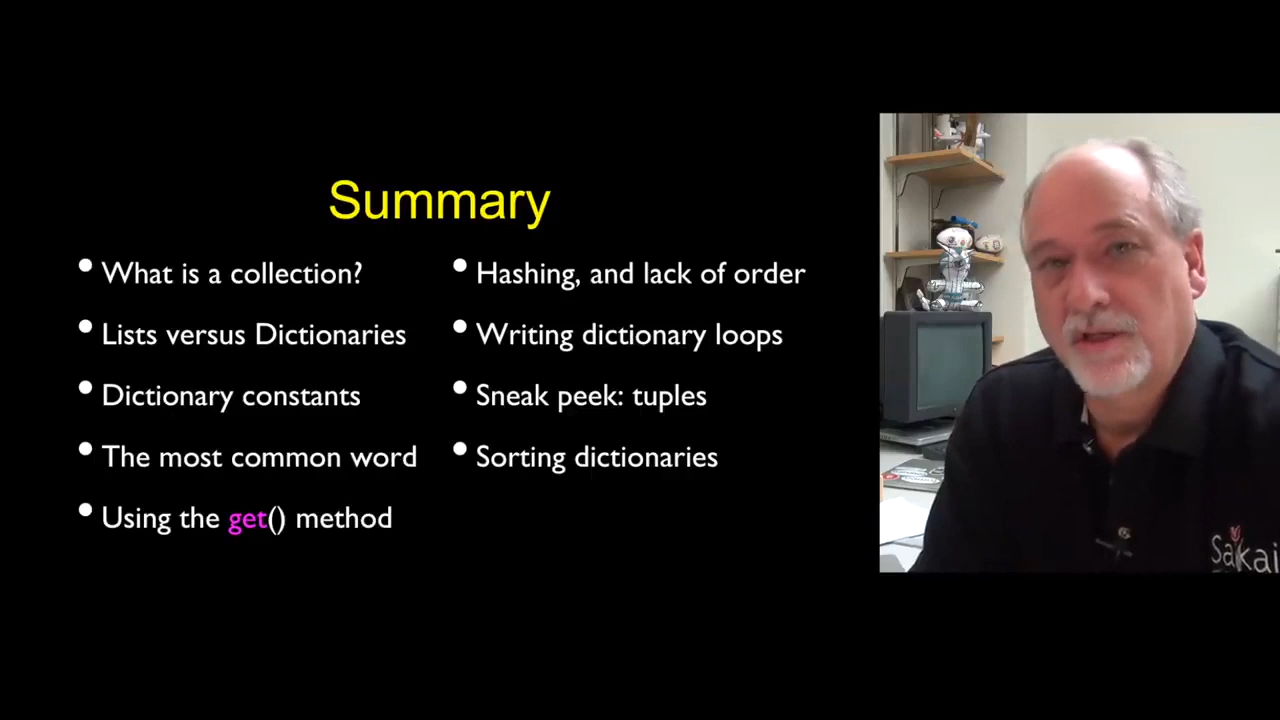 Summary
• What is a collection?
• Lists versus Dictionaries
• Dictionary constants
• The most common word
• Using the get() method
• Hashing, and lack of order
• Writing dictionary loops
• Sneak peek: tuples
• Sorting dictionaries
Sakai